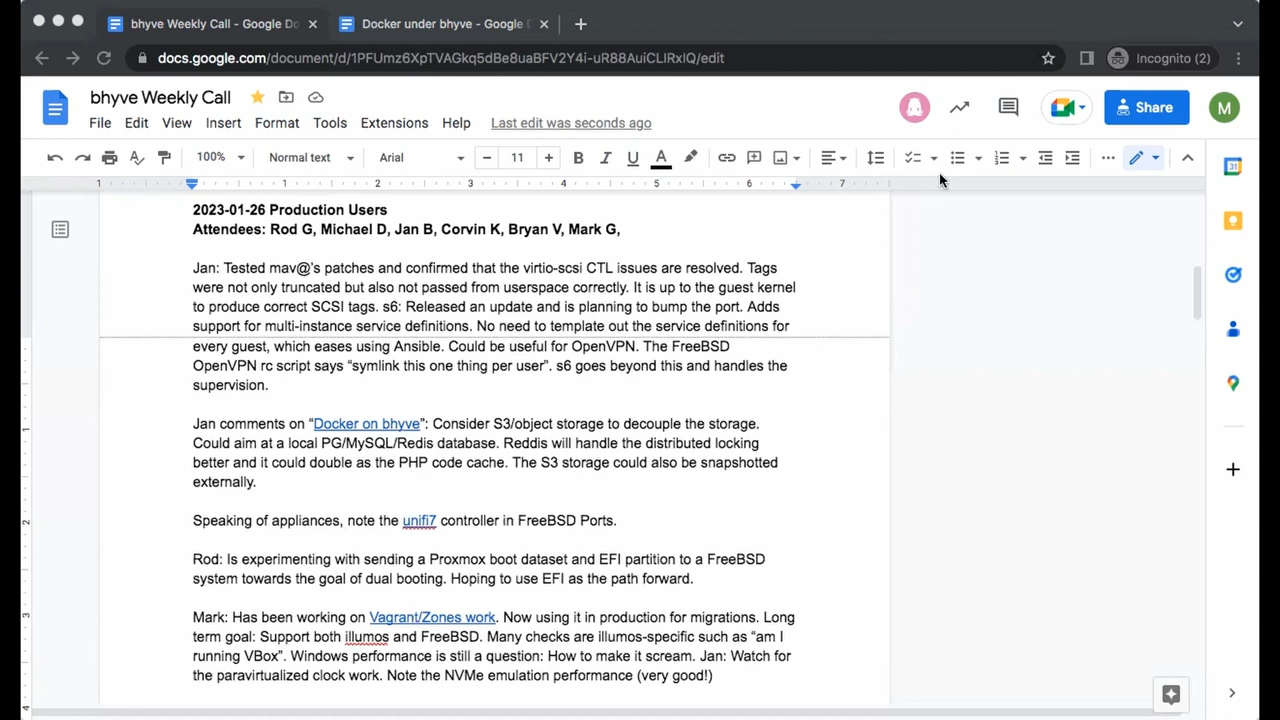 bhyve Weekly Call - Google Do
Docker under bhyve - Google D
docs.google.com/document/d/1PFUmz6XpTVAGkq5dBe8uaBFV2Y4i-uR88AuiCLlRxIQ/edit
Incognito (2)
bhyve Weekly Call
Share
M
File Edit View Insert Format Tools Extensions Help Last edit was seconds ago
100% Normal text Arial 11
1 1 2 3 4 5 6 7
2023-01-26 Production Users
Attendees: Rod G, Michael D, Jan B, Corvin K, Bryan V, Mark G,
Jan: Tested mav@'s patches and confirmed that the virtio-scsi CTL issues are resolved. Tags
were not only truncated but also not passed from userspace correctly. It is up to the guest kernel
to produce correct SCSI tags. s6: Released an update and is planning to bump the port. Adds
support for multi-instance service definitions. No need to template out the service definitions for
every guest, which eases using Ansible. Could be useful for OpenVPN. The FreeBSD
OpenVPN rc script says “symlink this one thing per user”. s6 goes beyond this and handles the
supervision.
Jan comments on “Docker on bhyve”: Consider S3/object storage to decouple the storage.
Could aim at a local PG/MySQL/Redis database. Reddis will handle the distributed locking
better and it could double as the PHP code cache. The S3 storage could also be snapshotted
externally.
Speaking of appliances, note the unifi7 controller in FreeBSD Ports.
Rod: Is experimenting with sending a Proxmox boot dataset and EFI partition to a FreeBSD
system towards the goal of dual booting. Hoping to use EFI as the path forward.
Mark: Has been working on Vagrant/Zones work. Now using it in production for migrations. Long
term goal: Support both illumos and FreeBSD. Many checks are illumos-specific such as “am I
running VBox”. Windows performance is still a question: How to make it scream. Jan: Watch for
the paravirtualized clock work. Note the NVMe emulation performance (very good!)
1
2
3
4
31